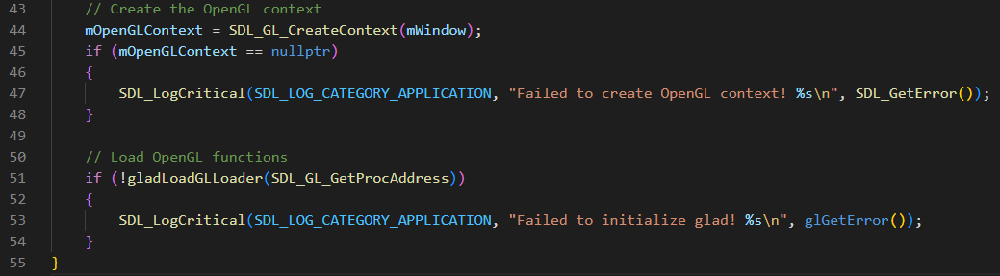 43 // Create the OpenGL context
44 mOpenGLContext = SDL_GL_CreateContext(mWindow);
45 if (mOpenGLContext == nullptr)
46 {
47 SDL_LogCritical(SDL_LOG_CATEGORY_APPLICATION, "Failed to create OpenGL context! %s\n", SDL_GetError());
48 }
49
50 // Load OpenGL functions
51 if (!gladLoadGLLoader(SDL_GL_GetProcAddress))
52 {
53 SDL_LogCritical(SDL_LOG_CATEGORY_APPLICATION, "Failed to initialize glad! %s\n", glGetError());
54 }
55 }